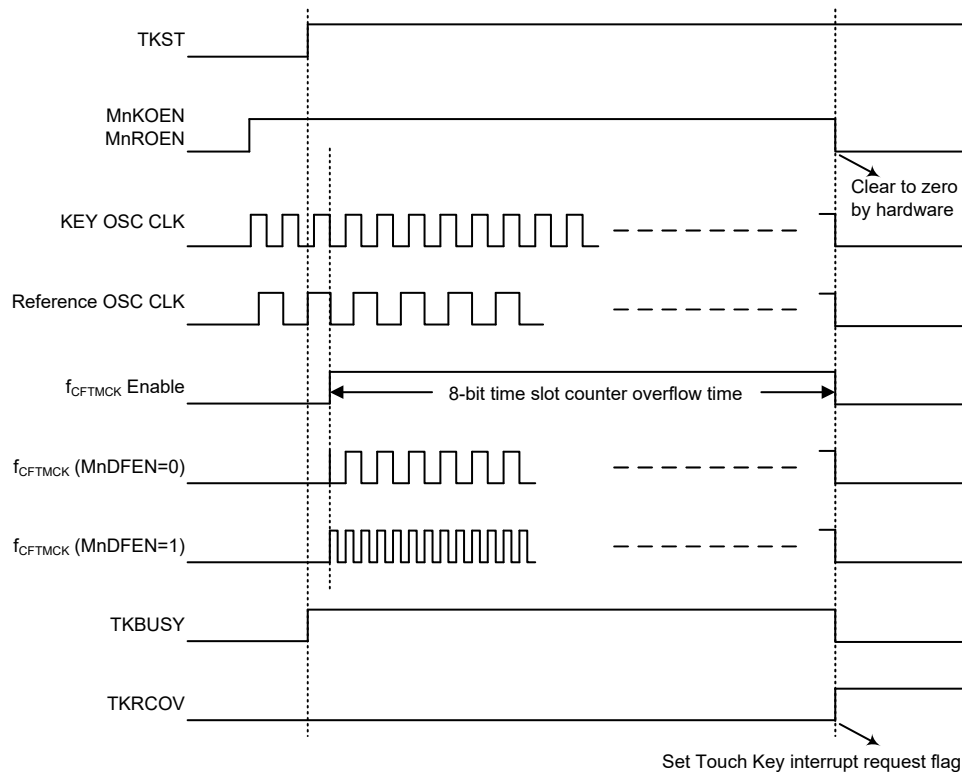 TKST
MnKOEN
MnROEN
Clear to zero
by hardware
KEY OSC CLK
Reference OSC CLK
fCFTMCK Enable
8-bit time slot counter overflow time
fCFTMCK (MnDFEN=0)
fCFTMCK (MnDFEN=1)
TKBUSY
TKRCOV
Set Touch Key interrupt request flag